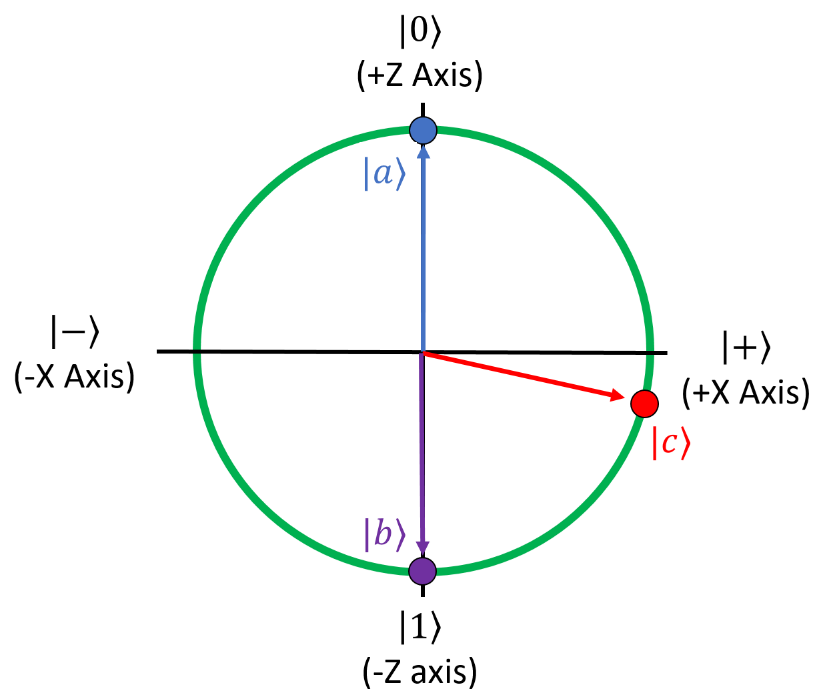 |0⟩
(+Z Axis)
|a⟩
|−⟩
(-X Axis)
|+⟩
(+X Axis)
|c⟩
|b⟩
|1⟩
(-Z axis)